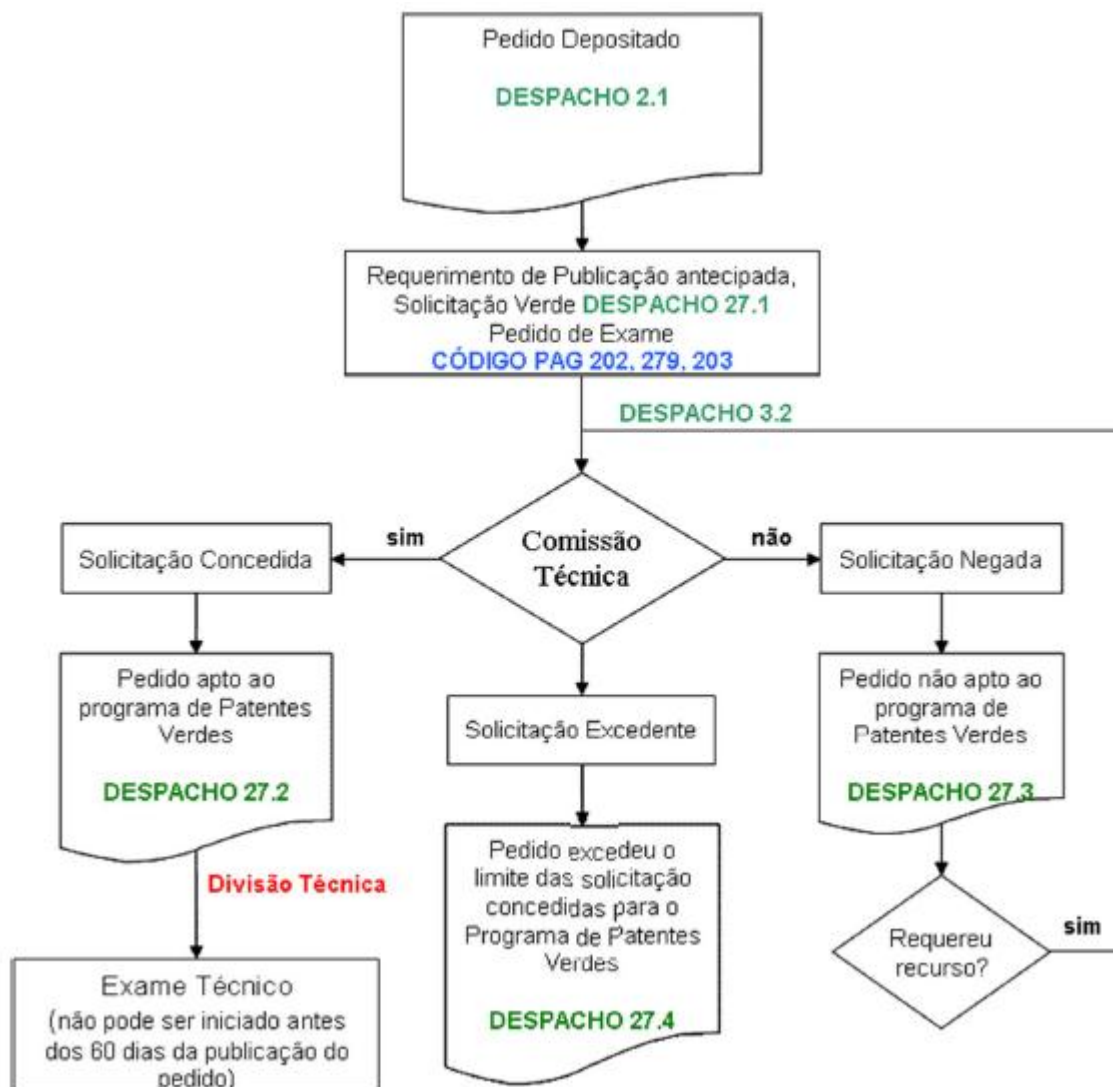 Pedido Depositado
DESPACHO 2.1
Requerimento de Publicação antecipada,
Solicitação Verde DESPACHO 27.1
Pedido de Exame
CÓDIGO PAG 202, 279, 203
DESPACHO 3.2
Comissão
Técnica
sim
não
Solicitação Concedida
Pedido apto ao
programa de Patentes
Verdes
DESPACHO 27.2
Divisão Técnica
Exame Técnico
(não pode ser iniciado antes
dos 60 dias da publicação do
pedido)
Solicitação Excedente
Pedido excedeu o
limite das solicitação
concedidas para o
Programa de Patentes
Verdes
DESPACHO 27.4
Solicitação Negada
Pedido não apto ao
programa de
Patentes Verdes
DESPACHO 27.3
Requereu
recurso?
sim